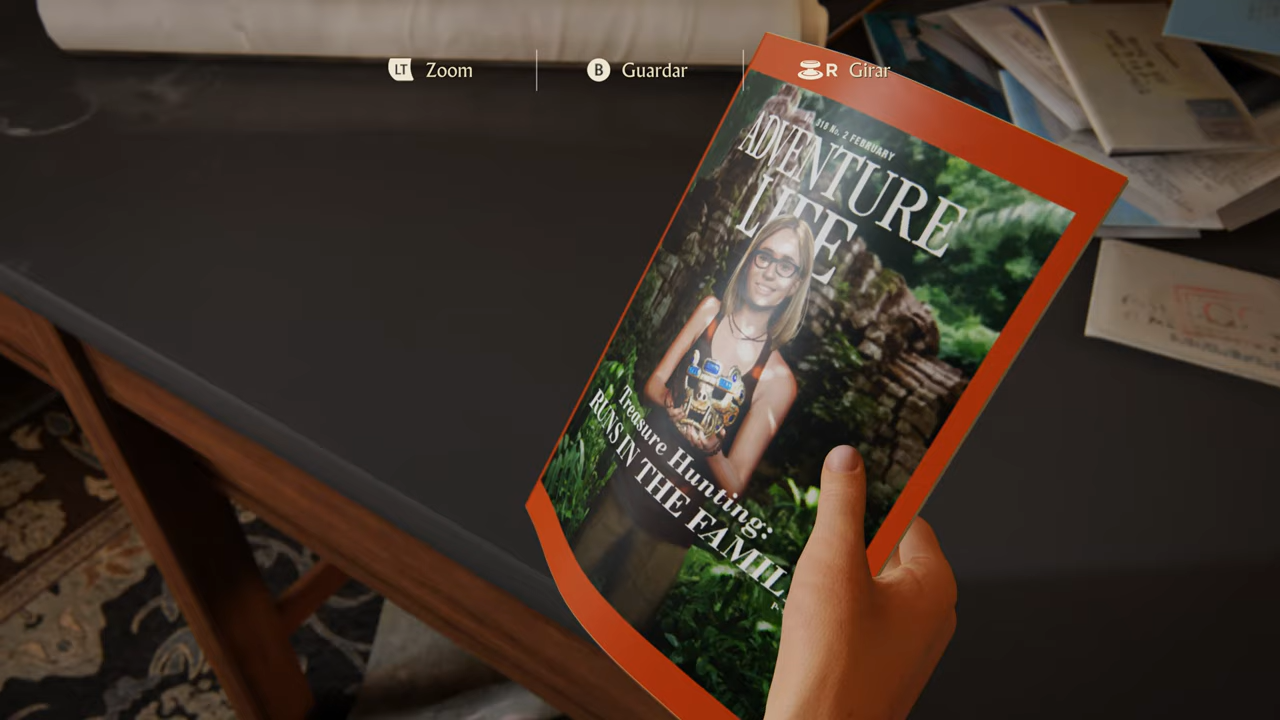 LT Zoom
B Guardar
R Girar
No. 2 FEBRUARY
ADVENTURE
LIFE
Treasure Hunting:
RUNS IN THE FAMIL